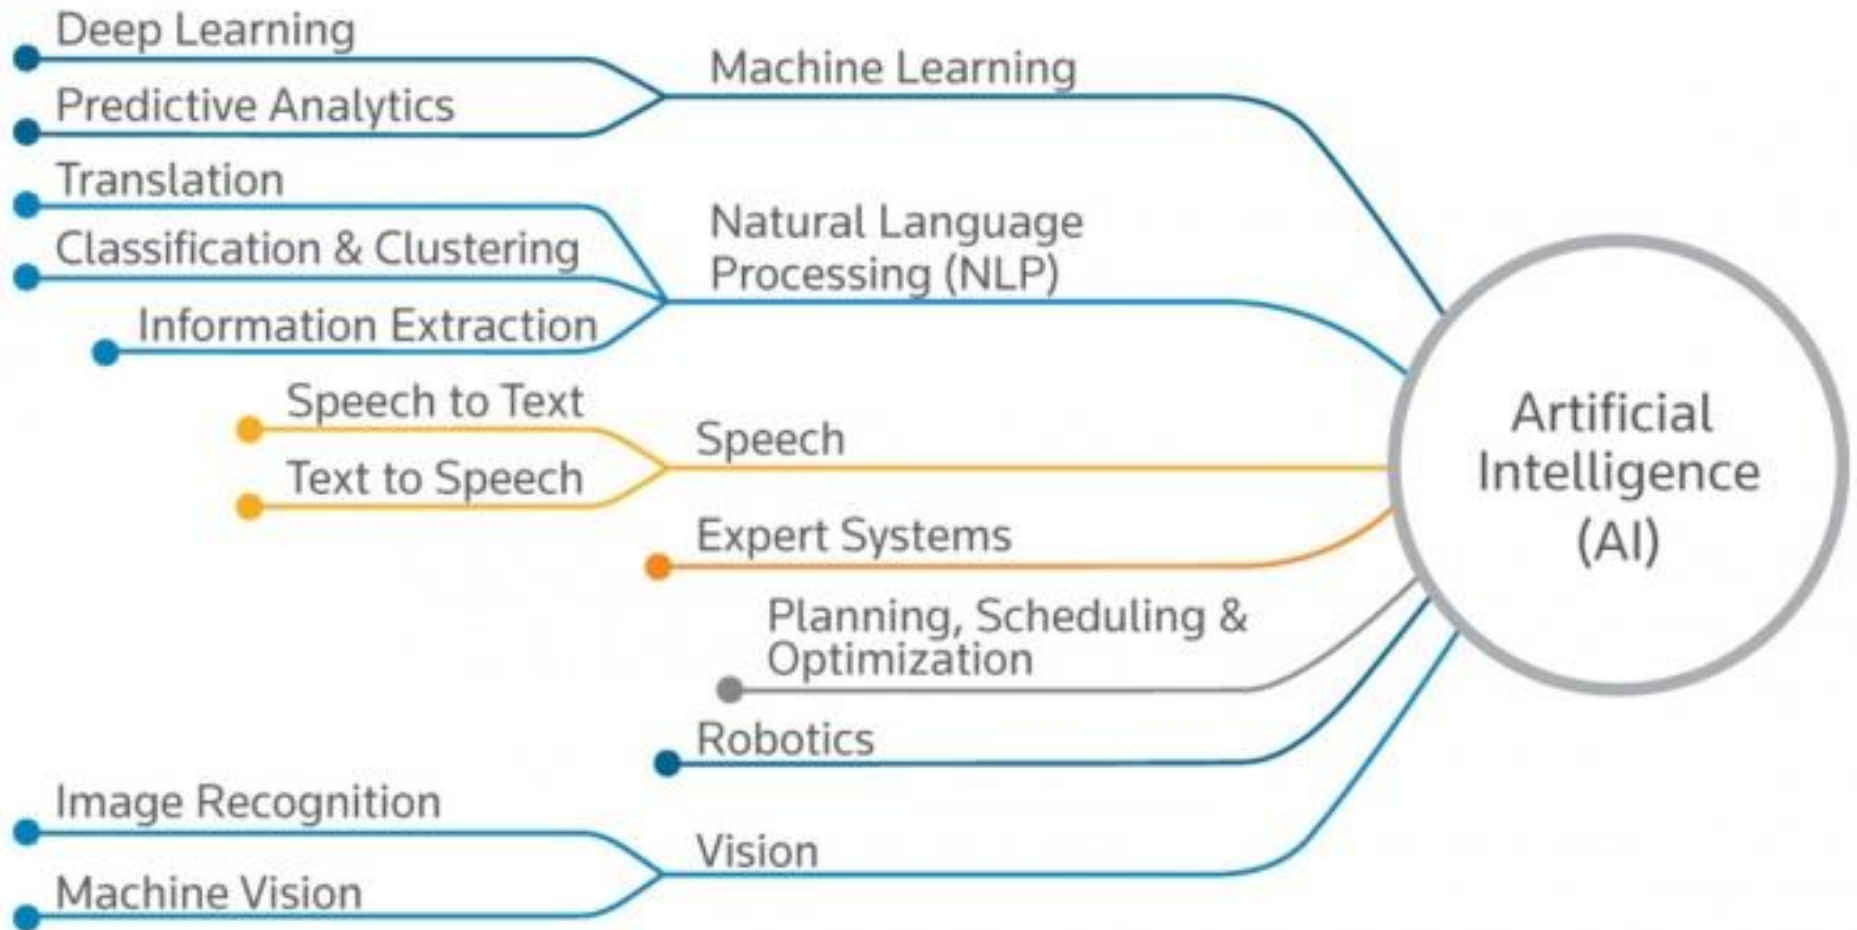 Deep Learning
Predictive Analytics
Machine Learning
Translation
Classification & Clustering
Information Extraction
Natural Language
Processing (NLP)
Speech to Text
Text to Speech
Speech
Expert Systems
Planning, Scheduling &
Optimization
Robotics
Image Recognition
Machine Vision
Vision
Artificial
Intelligence
(AI)